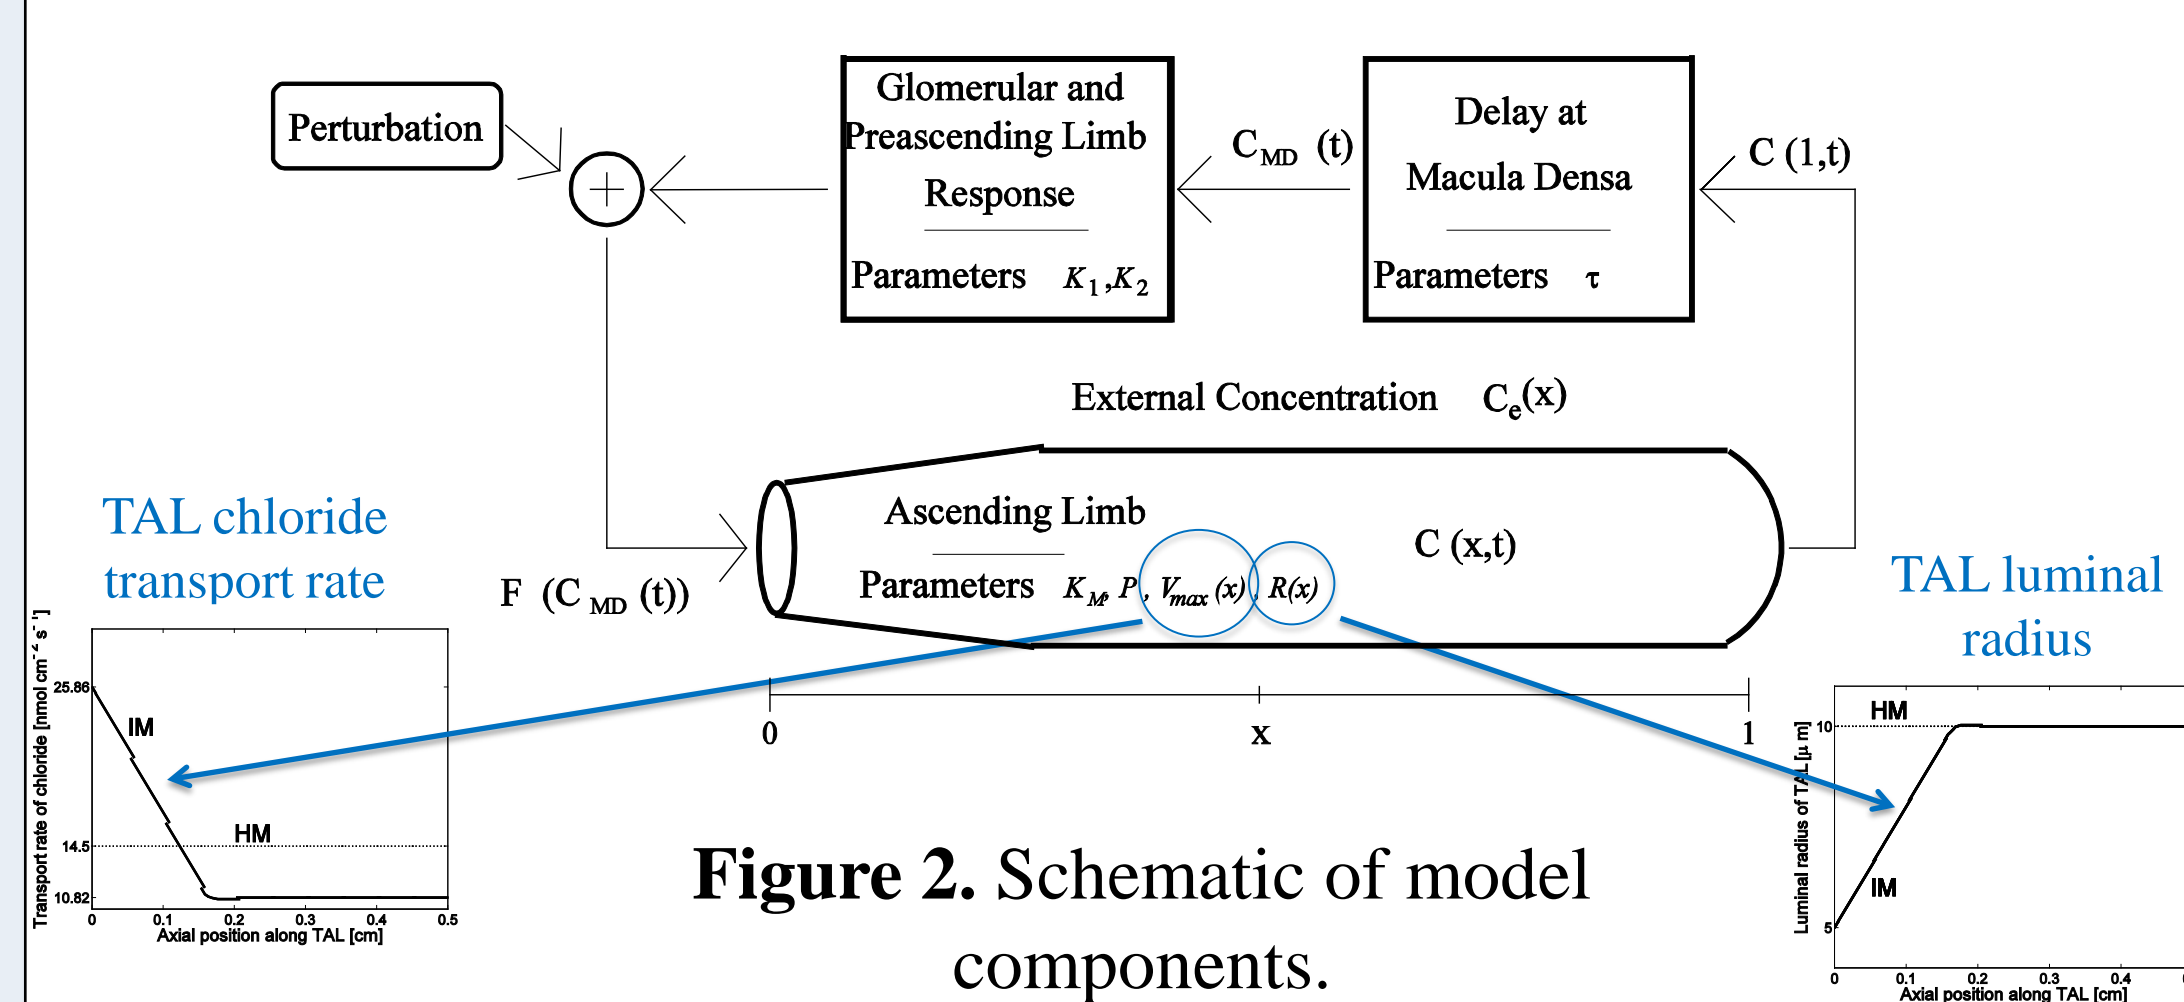 Perturbation
+
Glomerular and
Preascending Limb
Response
Parameters K1,K2
CMD (t)
Delay at
Macula Densa
Parameters τ
C (1,t)
External Concentration Ce(x)
Ascending Limb
Parameters KM, P, Vmax(x), R(x)
C (x,t)
F (CMD (t))
0
x
1
TAL chloride
transport rate
Transport rate of chloride [nmol cm⁻² s⁻¹]
25.86
14.5
10.82
IM
HM
0 0.1 0.2 0.3 0.4 0.5
Axial position along TAL [cm]
TAL luminal
radius
Luminal radius of TAL [μ m]
10
5
HM
IM
0 0.1 0.2 0.3 0.4
Axial position along TAL [cm]
Figure 2. Schematic of model
components.